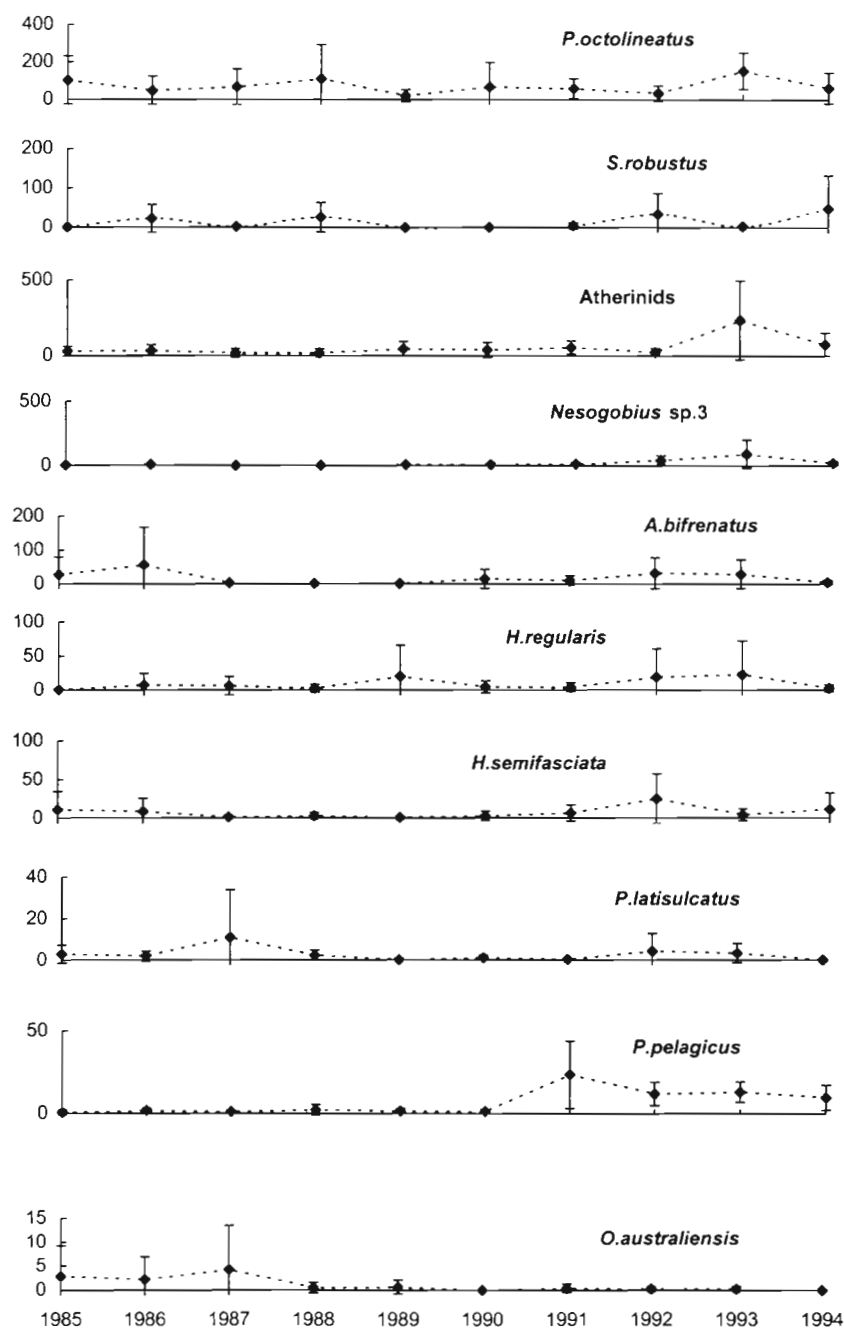 400
P.octolineatus
200
0
200
S.robustus
100
0
500
Atherinids
0
500
Nesogobius sp.3
0
200
A.bifrenatus
100
0
100
H.regularis
50
0
100
H.semifasciata
50
0
40
P.latisulcatus
20
0
50
P.pelagicus
0
15
O.australiensis
10
5
0
1985 1986 1987 1988 1989 1990 1991 1992 1993 1994